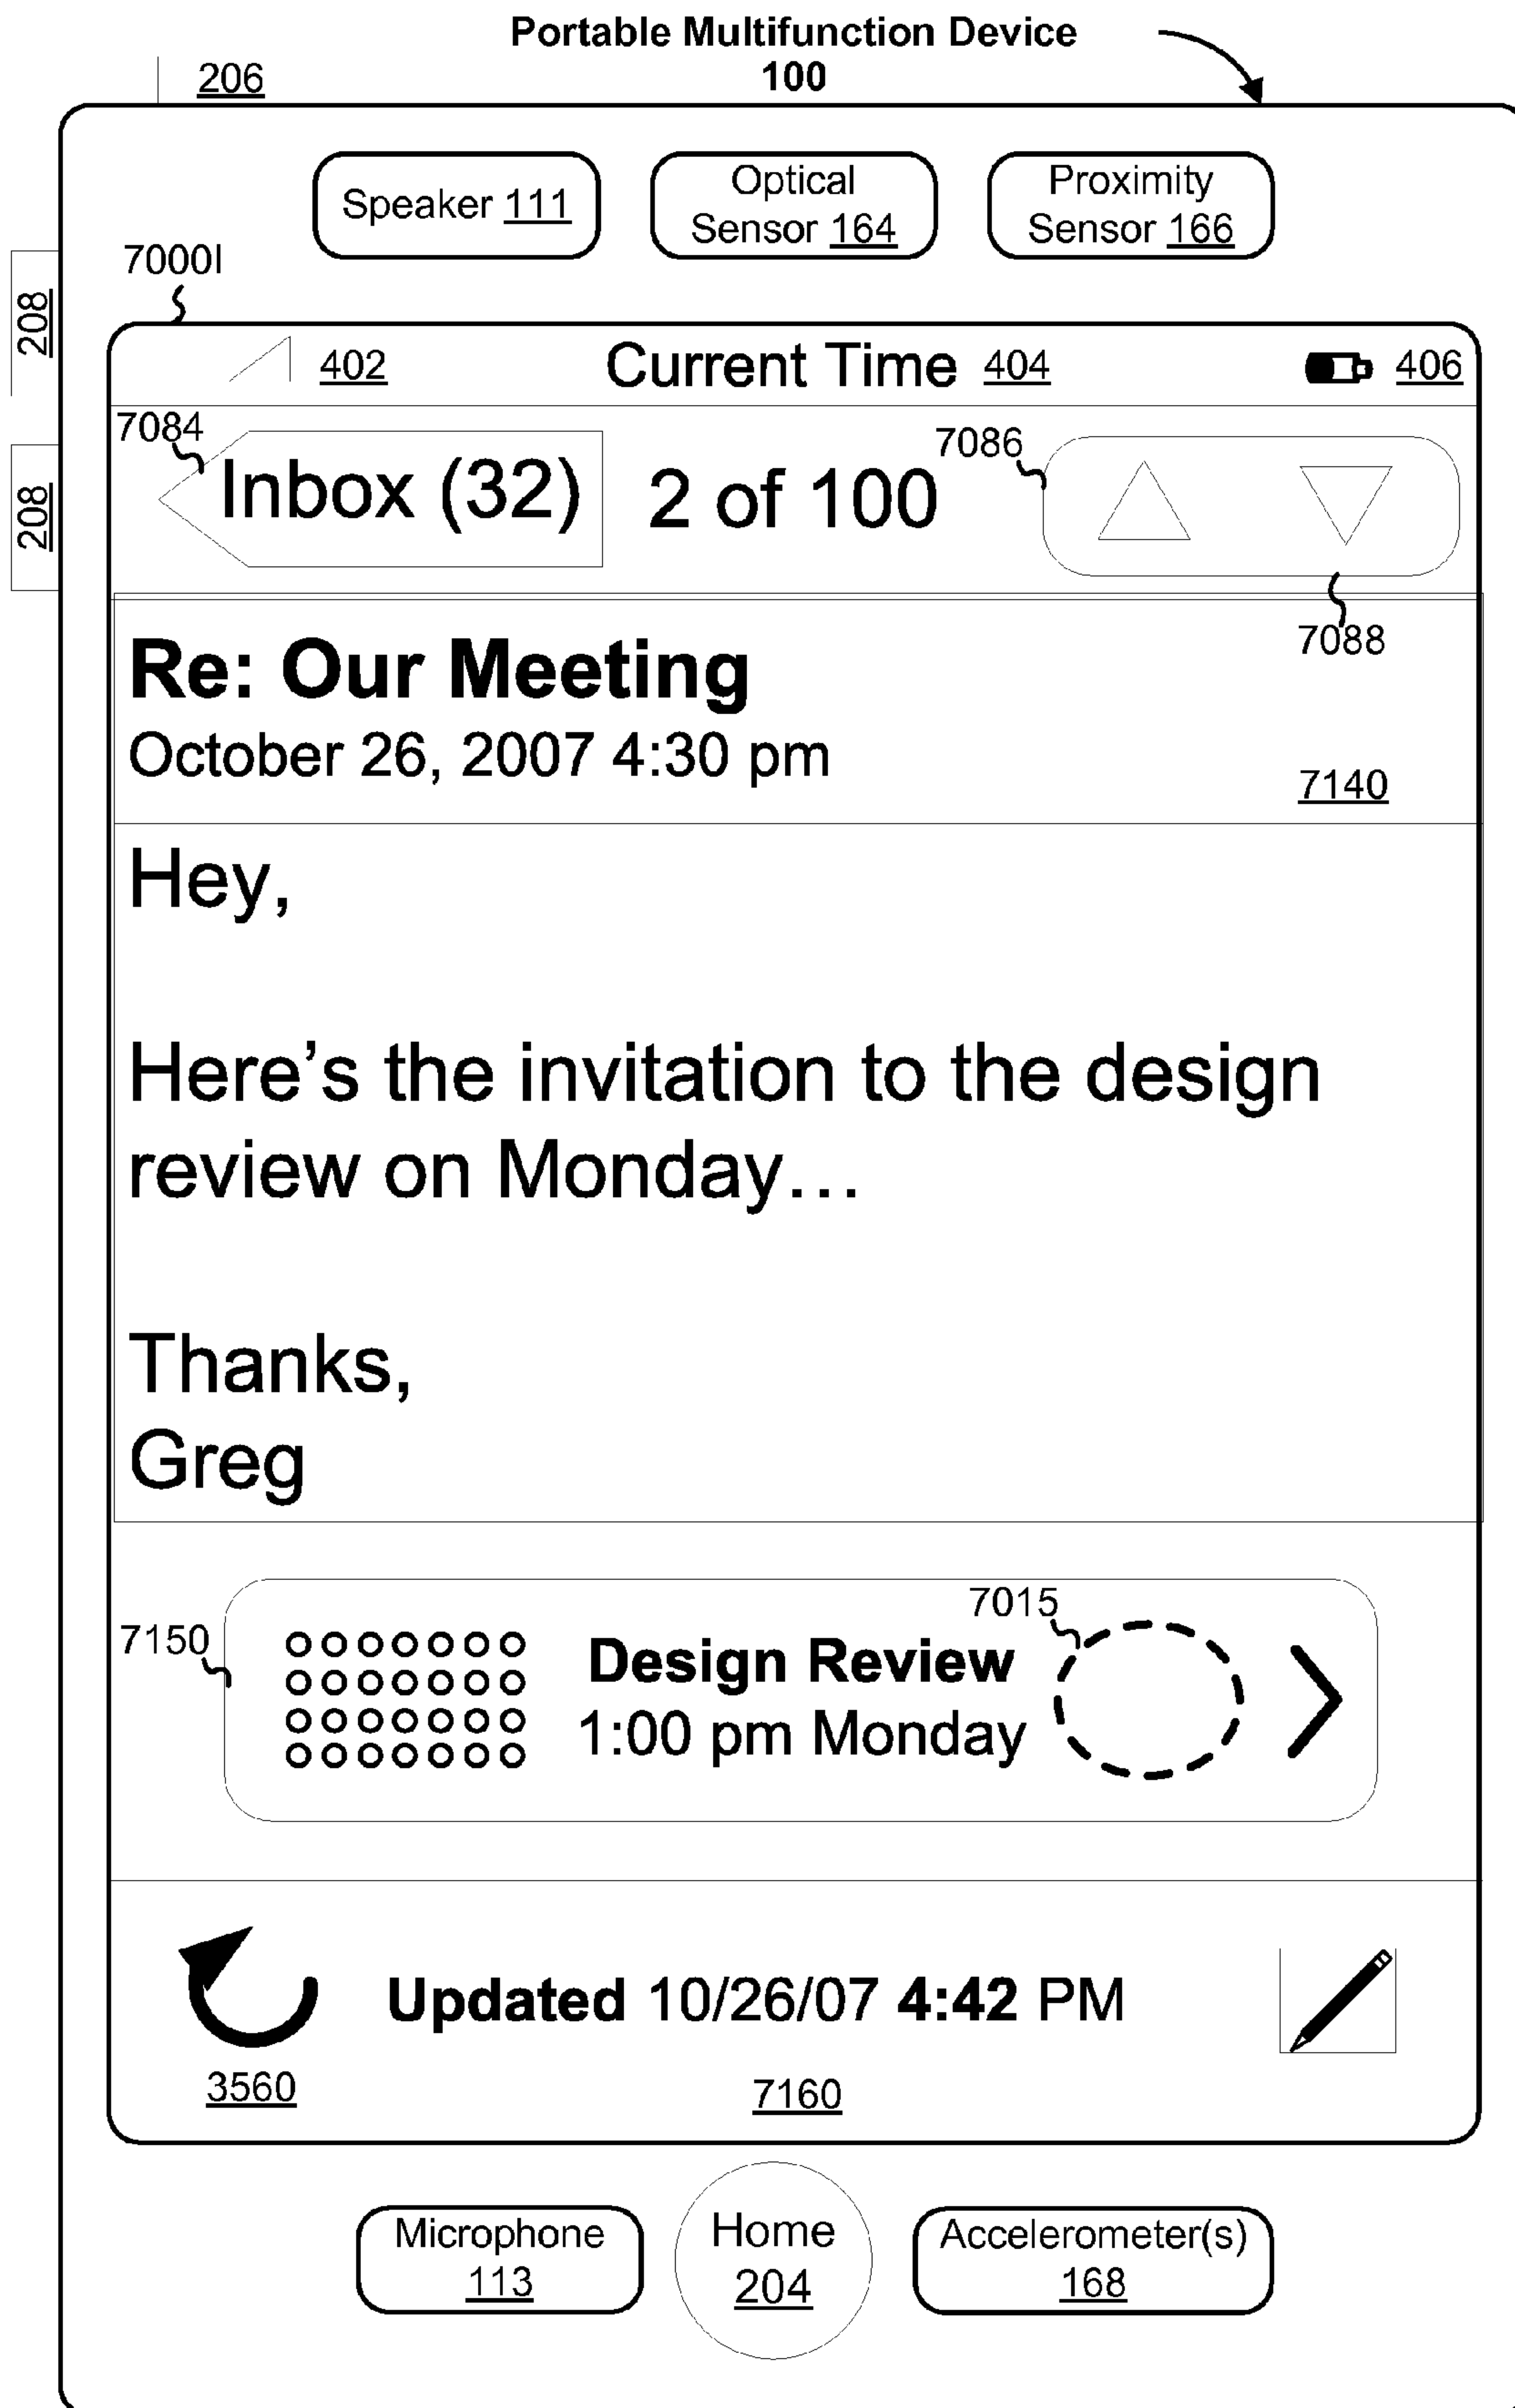 Portable Multifunction Device
100
206
Speaker 111
Optical
Sensor 164
Proximity
Sensor 166
7000I
208
208
402
Current Time 404
406
7084
Inbox (32)
2 of 100
7086
7088
Re: Our Meeting
October 26, 2007 4:30 pm
7140
Hey,
Here’s the invitation to the design
review on Monday…
Thanks,
Greg
7150
7015
Design Review
1:00 pm Monday
Updated 10/26/07 4:42 PM
3560
7160
Microphone
113
Home
204
Accelerometer(s)
168